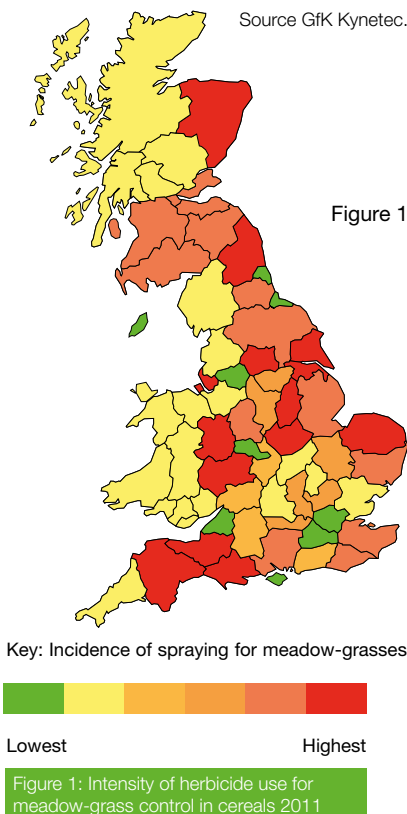 Source GfK Kynetec.
Figure 1
Key: Incidence of spraying for meadow-grasses
Lowest Highest
Figure 1: Intensity of herbicide use for
meadow-grass control in cereals 2011